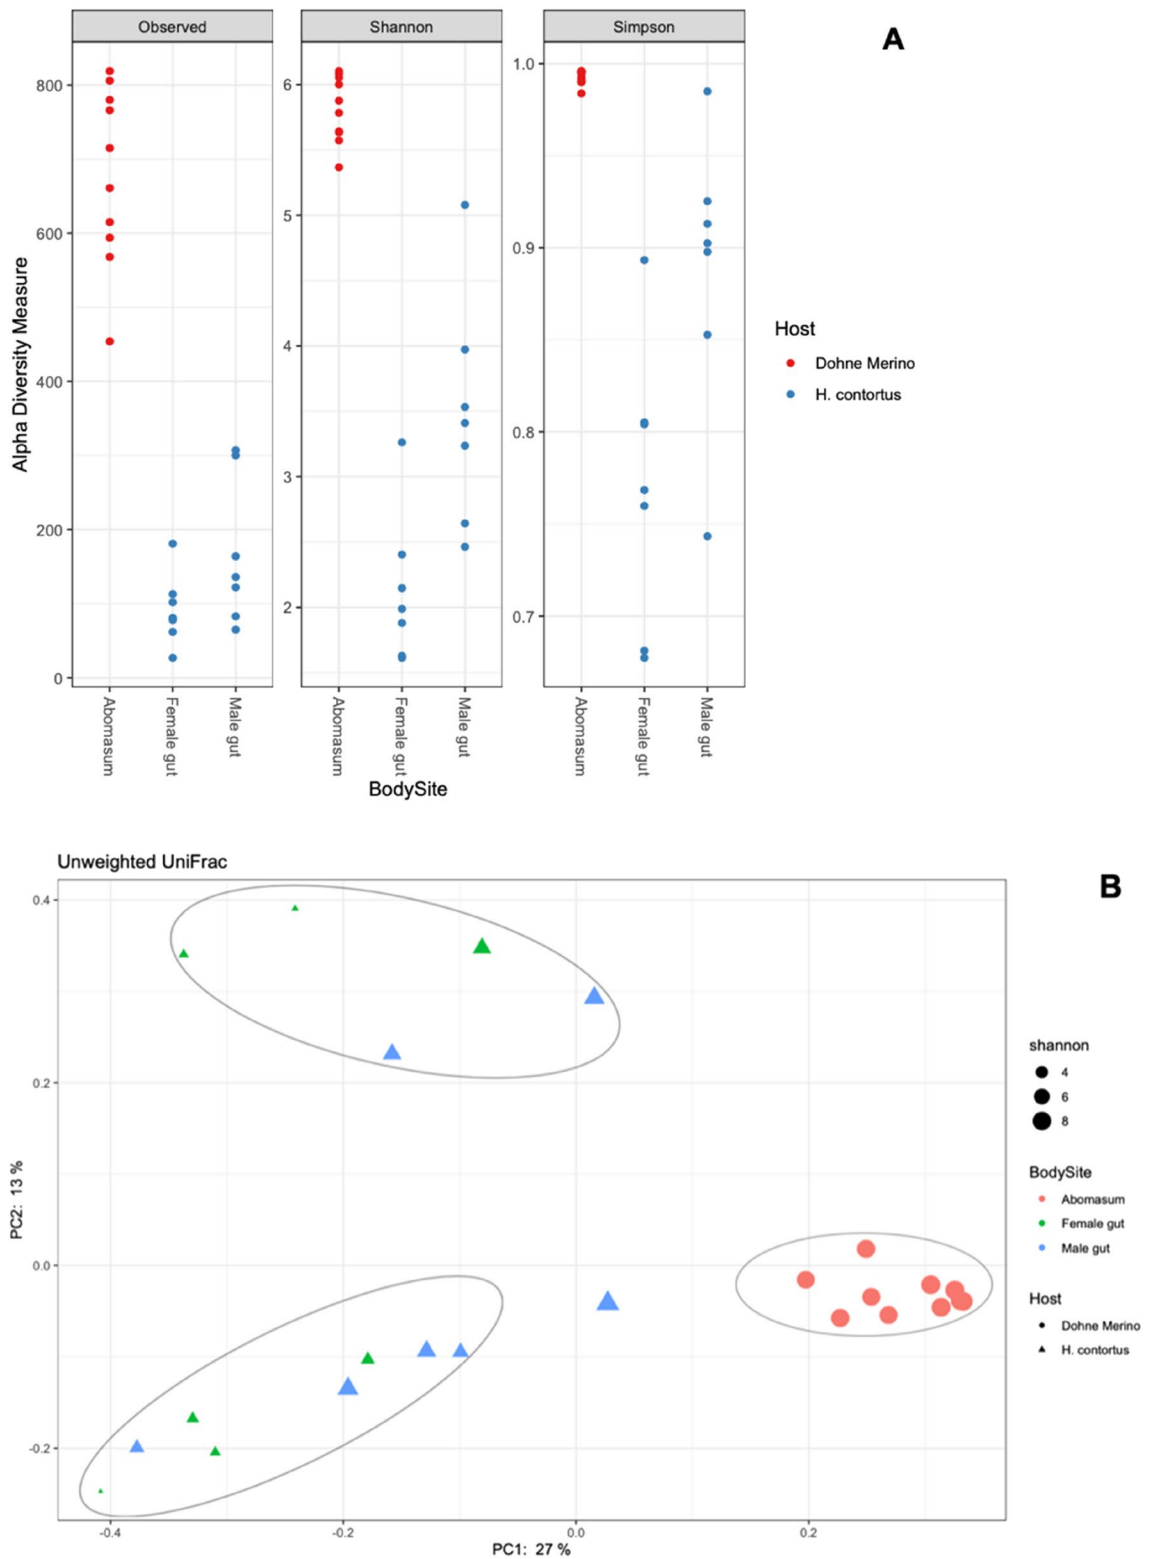 Observed
Shannon
Simpson
A
Alpha Diversity Measure
800
600
400
200
0
6
5
4
3
2
1.0
0.9
0.8
0.7
Host
Dohne Merino
H. contortus
Abomasum
Female gut
Male gut
Abomasum
Female gut
Male gut
Abomasum
Female gut
Male gut
BodySite
Unweighted UniFrac
B
PC2: 13 %
0.4
0.2
0.0
-0.2
-0.4
-0.2
0.0
0.2
PC1: 27 %
shannon
4
6
8
BodySite
Abomasum
Female gut
Male gut
Host
Dohne Merino
H. contortus